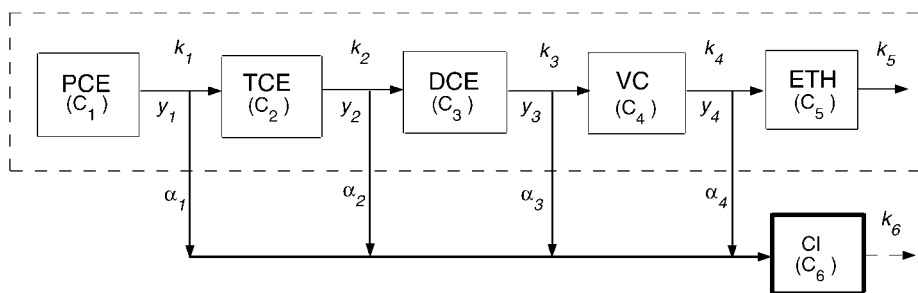 k1 k2 k3 k4 k5
PCE TCE DCE VC ETH
(C1) (C2) (C3) (C4) (C5)
y1 y2 y3 y4
α1 α2 α3 α4
k6
Cl
(C6)